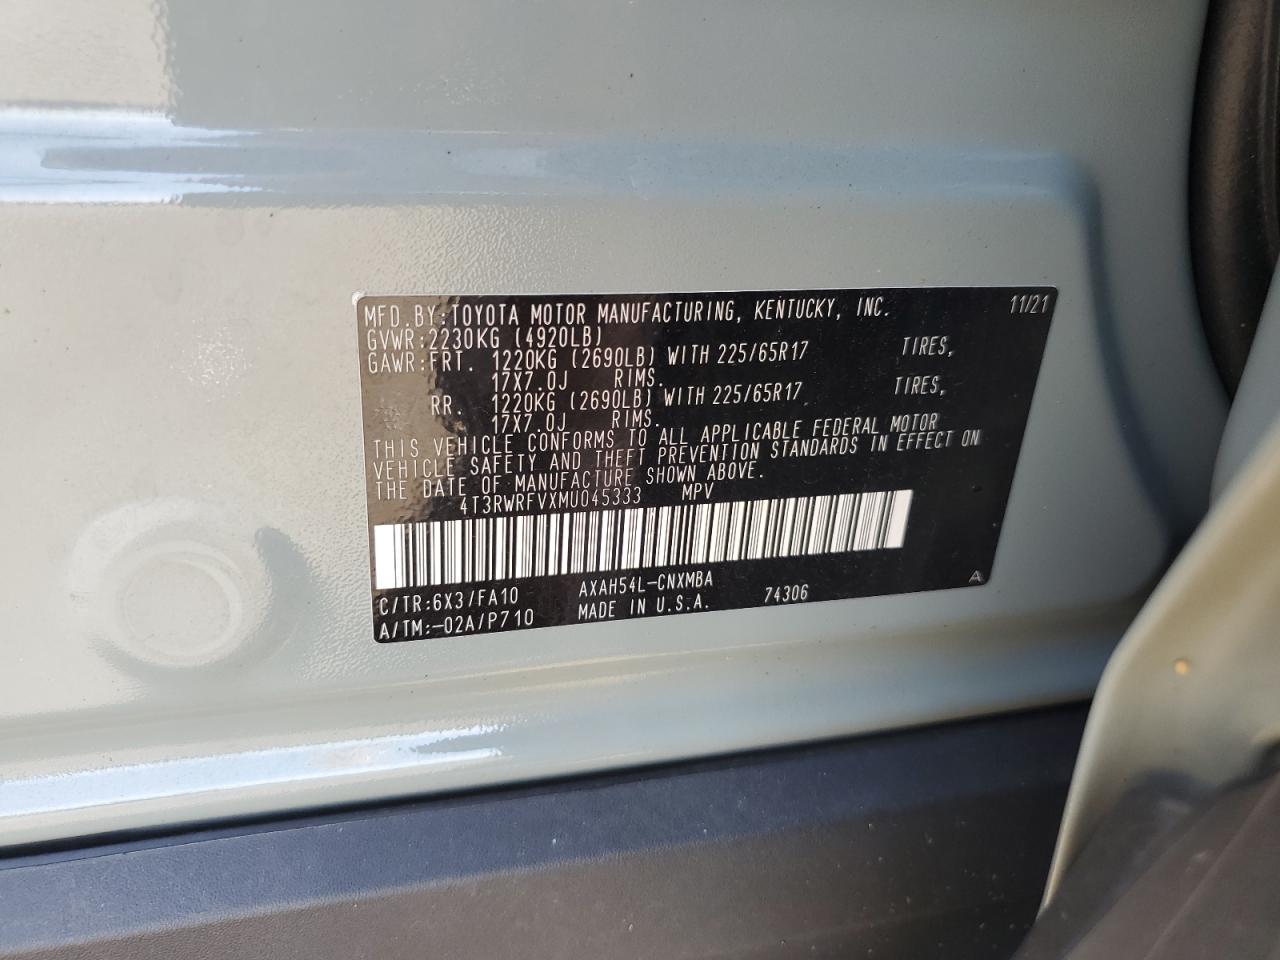 MFD.BY:TOYOTA MOTOR MANUFACTURING, KENTUCKY, INC. 11/21
GVWR:2230KG (4920LB)
GAWR:FRT. 1220KG (2690LB) WITH 225/65R17 TIRES,
17X7.0J RIMS.
RR. 1220KG (2690LB) WITH 225/65R17 TIRES,
17X7.0J RIMS.
THIS VEHICLE CONFORMS TO ALL APPLICABLE FEDERAL MOTOR
VEHICLE SAFETY AND THEFT PREVENTION STANDARDS IN EFFECT ON
THE DATE OF MANUFACTURE SHOWN ABOVE.
4T3RWRFVXMU045333 MPV
C/TR:6X3/FA10 AXAH54L-CNXMBA A
A/TM:-02A/P710 MADE IN U.S.A. 74306